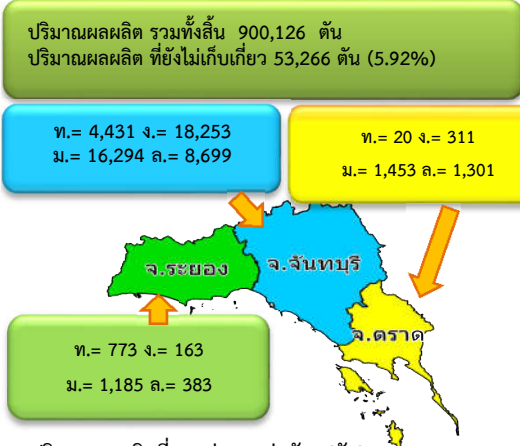 ปริมาณผลผลิต รวมทั้งสิ้น 900,126 ตัน
ปริมาณผลผลิต ที่ยังไม่เก็บเกี่ยว 53,266 ตัน (5.92%)
ท.= 4,431 ง.= 18,253
ม.= 16,294 ล.= 8,699
ท.= 20 ง.= 311
ม.= 1,453 ล.= 1,301
จ.ระยอง
จ.จันทบุรี
จ.ตราด
ท.= 773 ง.= 163
ม.= 1,185 ล.= 383